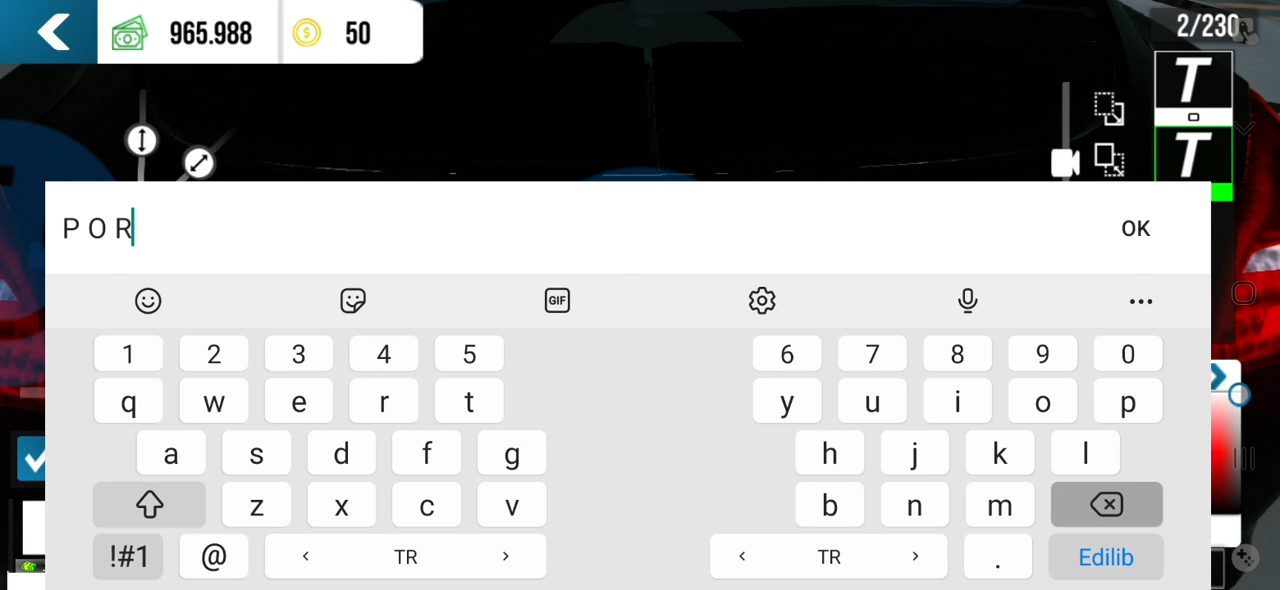 965.988
50
2/230
T
T
P O R
OK
GIF
1 2 3 4 5 6 7 8 9 0
q w e r t y u i o p
a s d f g h j k l
z x c v b n m
!#1 @ < TR > < TR > . Edilib